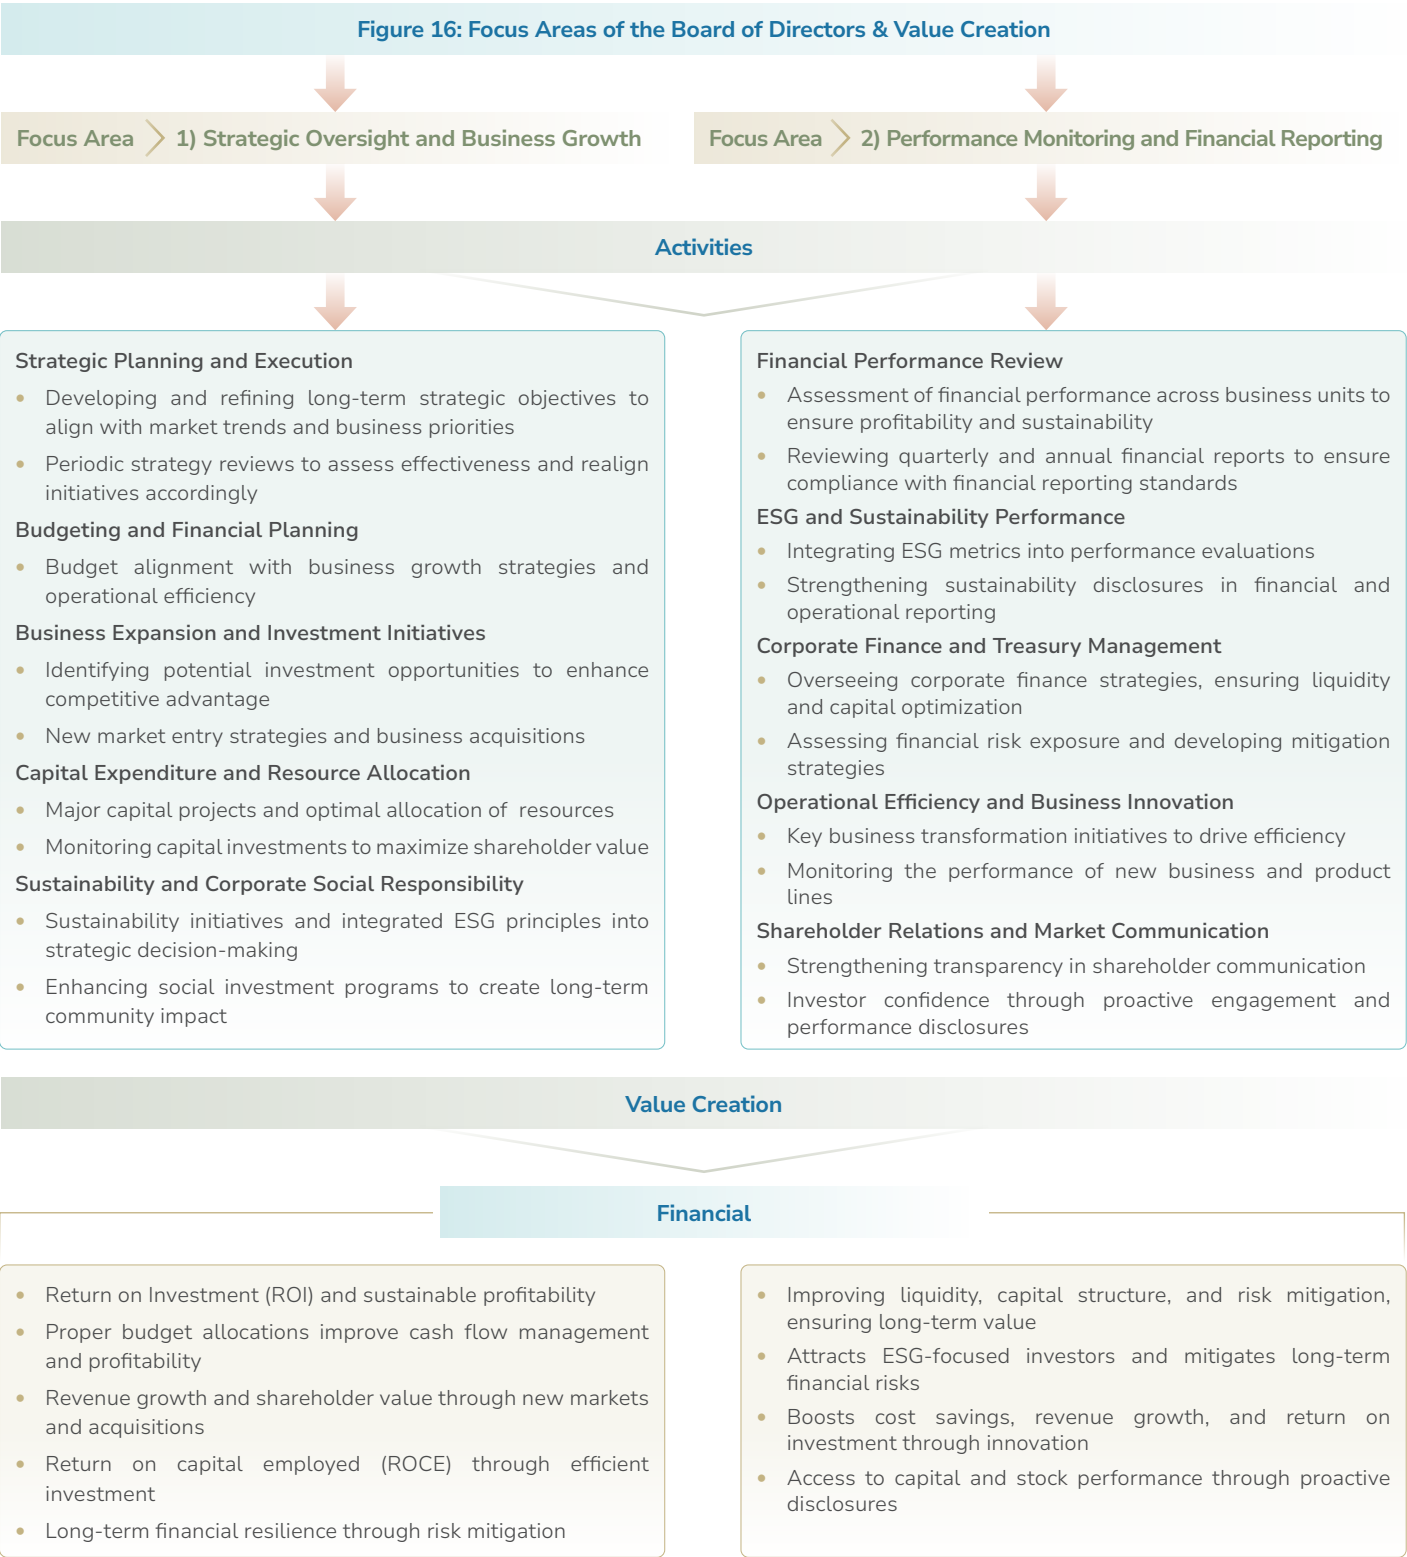 Figure 16: Focus Areas of the Board of Directors & Value Creation
Focus Area
1) Strategic Oversight and Business Growth
Focus Area
2) Performance Monitoring and Financial Reporting
Activities
Strategic Planning and Execution
• Developing and refining long-term strategic objectives to
align with market trends and business priorities
• Periodic strategy reviews to assess effectiveness and realign
initiatives accordingly
Budgeting and Financial Planning
• Budget alignment with business growth strategies and
operational efficiency
Business Expansion and Investment Initiatives
• Identifying potential investment opportunities to enhance
competitive advantage
• New market entry strategies and business acquisitions
Capital Expenditure and Resource Allocation
• Major capital projects and optimal allocation of resources
• Monitoring capital investments to maximize shareholder value
Sustainability and Corporate Social Responsibility
• Sustainability initiatives and integrated ESG principles into
strategic decision-making
• Enhancing social investment programs to create long-term
community impact
Financial Performance Review
• Assessment of financial performance across business units to
ensure profitability and sustainability
• Reviewing quarterly and annual financial reports to ensure
compliance with financial reporting standards
ESG and Sustainability Performance
• Integrating ESG metrics into performance evaluations
• Strengthening sustainability disclosures in financial and
operational reporting
Corporate Finance and Treasury Management
• Overseeing corporate finance strategies, ensuring liquidity
and capital optimization
• Assessing financial risk exposure and developing mitigation
strategies
Operational Efficiency and Business Innovation
• Key business transformation initiatives to drive efficiency
• Monitoring the performance of new business and product
lines
Shareholder Relations and Market Communication
• Strengthening transparency in shareholder communication
• Investor confidence through proactive engagement and
performance disclosures
Value Creation
Financial
• Return on Investment (ROI) and sustainable profitability
• Proper budget allocations improve cash flow management
and profitability
• Revenue growth and shareholder value through new markets
and acquisitions
• Return on capital employed (ROCE) through efficient
investment
• Long-term financial resilience through risk mitigation
• Improving liquidity, capital structure, and risk mitigation,
ensuring long-term value
• Attracts ESG-focused investors and mitigates long-term
financial risks
• Boosts cost savings, revenue growth, and return on
investment through innovation
• Access to capital and stock performance through proactive
disclosures